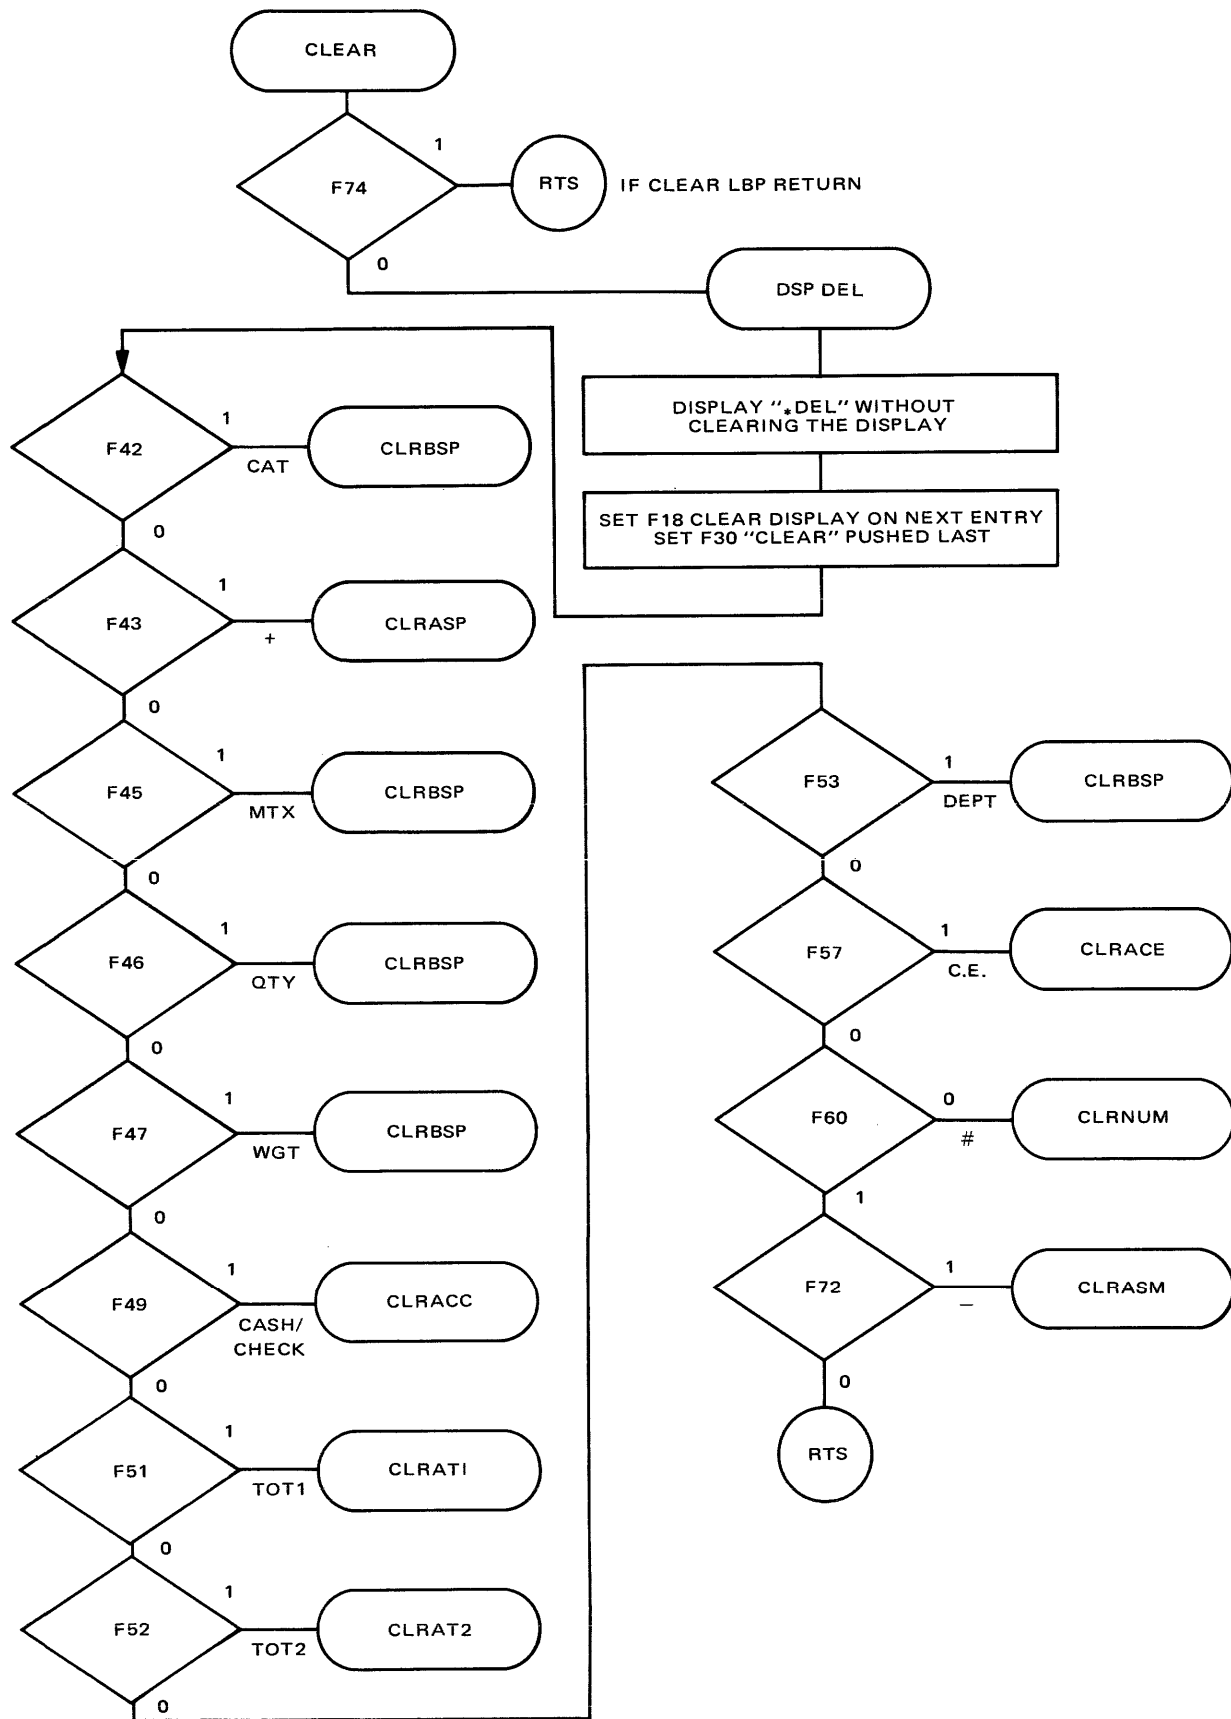 CLEAR
1
F74
RTS
IF CLEAR LBP RETURN
0
DSP DEL
DISPLAY "*DEL" WITHOUT
CLEARING THE DISPLAY
SET F18 CLEAR DISPLAY ON NEXT ENTRY
SET F30 "CLEAR" PUSHED LAST
F42
1
CAT
CLRBSP
0
F43
1
+
CLRASP
0
F45
1
MTX
CLRBSP
0
F46
1
QTY
CLRBSP
0
F47
1
WGT
CLRBSP
0
F49
1
CASH/
CHECK
CLRACC
0
F51
1
TOT1
CLRAT1
0
F52
1
TOT2
CLRAT2
0
F53
1
DEPT
CLRBSP
0
F57
1
C.E.
CLRACE
0
F60
0
#
CLRNUM
1
F72
1
–
CLRASM
0
RTS